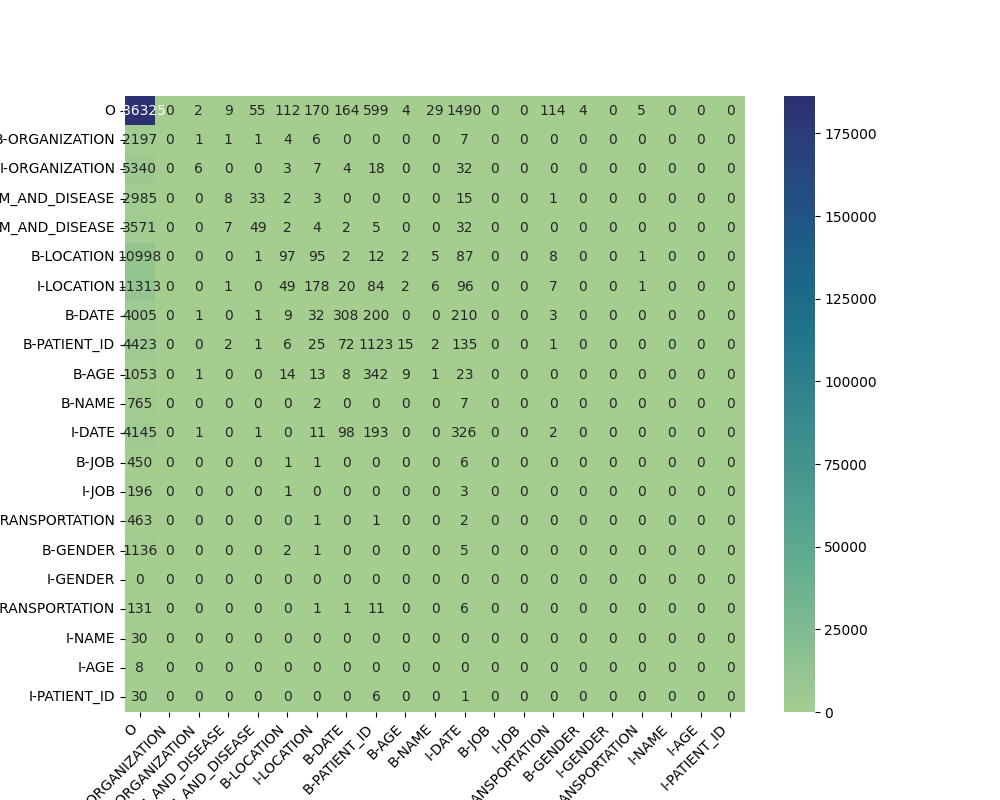 O 86325 0 2 9 55 112 170 164 599 4 29 1490 0 0 114 4 0 5 0 0 0
B-ORGANIZATION 2197 0 1 1 1 4 6 0 0 0 0 7 0 0 0 0 0 0 0 0 0
I-ORGANIZATION 5340 0 6 0 0 3 7 4 18 0 0 32 0 0 0 0 0 0 0 0 0
M_AND_DISEASE 2985 0 0 8 33 2 3 0 0 0 0 15 0 0 1 0 0 0 0 0 0
M_AND_DISEASE 3571 0 0 7 49 2 4 2 5 0 0 32 0 0 0 0 0 0 0 0 0
B-LOCATION 10998 0 0 0 1 97 95 2 12 2 5 87 0 0 8 0 0 1 0 0 0
I-LOCATION 11313 0 0 1 0 49 178 20 84 2 6 96 0 0 7 0 0 1 0 0 0
B-DATE 4005 0 1 0 1 9 32 308 200 0 0 210 0 0 3 0 0 0 0 0 0
B-PATIENT_ID 4423 0 0 2 1 6 25 72 1123 15 2 135 0 0 1 0 0 0 0 0 0
B-AGE 1053 0 1 0 0 14 13 8 342 9 1 23 0 0 0 0 0 0 0 0 0
B-NAME 765 0 0 0 0 0 2 0 0 0 0 7 0 0 0 0 0 0 0 0 0
I-DATE 4145 0 1 0 1 0 11 98 193 0 0 326 0 0 2 0 0 0 0 0 0
B-JOB 450 0 0 0 0 1 1 0 0 0 0 6 0 0 0 0 0 0 0 0 0
I-JOB 196 0 0 0 0 1 0 0 0 0 0 3 0 0 0 0 0 0 0 0 0
RANSPORTATION 463 0 0 0 0 0 1 0 1 0 0 2 0 0 0 0 0 0 0 0 0
B-GENDER 1136 0 0 0 0 2 1 0 0 0 0 5 0 0 0 0 0 0 0 0 0
I-GENDER 0 0 0 0 0 0 0 0 0 0 0 0 0 0 0 0 0 0 0 0 0
RANSPORTATION 131 0 0 0 0 0 1 1 11 0 0 6 0 0 0 0 0 0 0 0 0
I-NAME 30 0 0 0 0 0 0 0 0 0 0 0 0 0 0 0 0 0 0 0 0
I-AGE 8 0 0 0 0 0 0 0 0 0 0 0 0 0 0 0 0 0 0 0 0
I-PATIENT_ID 30 0 0 0 0 0 0 0 6 0 0 1 0 0 0 0 0 0 0 0 0
O
ORGANIZATION
ORGANIZATION
_AND_DISEASE
_AND_DISEASE
B-LOCATION
I-LOCATION
B-DATE
B-PATIENT_ID
B-AGE
B-NAME
I-DATE
B-JOB
I-JOB
ANSPORTATION
B-GENDER
I-GENDER
ANSPORTATION
I-NAME
I-AGE
I-PATIENT_ID
175000
150000
125000
100000
75000
50000
25000
0